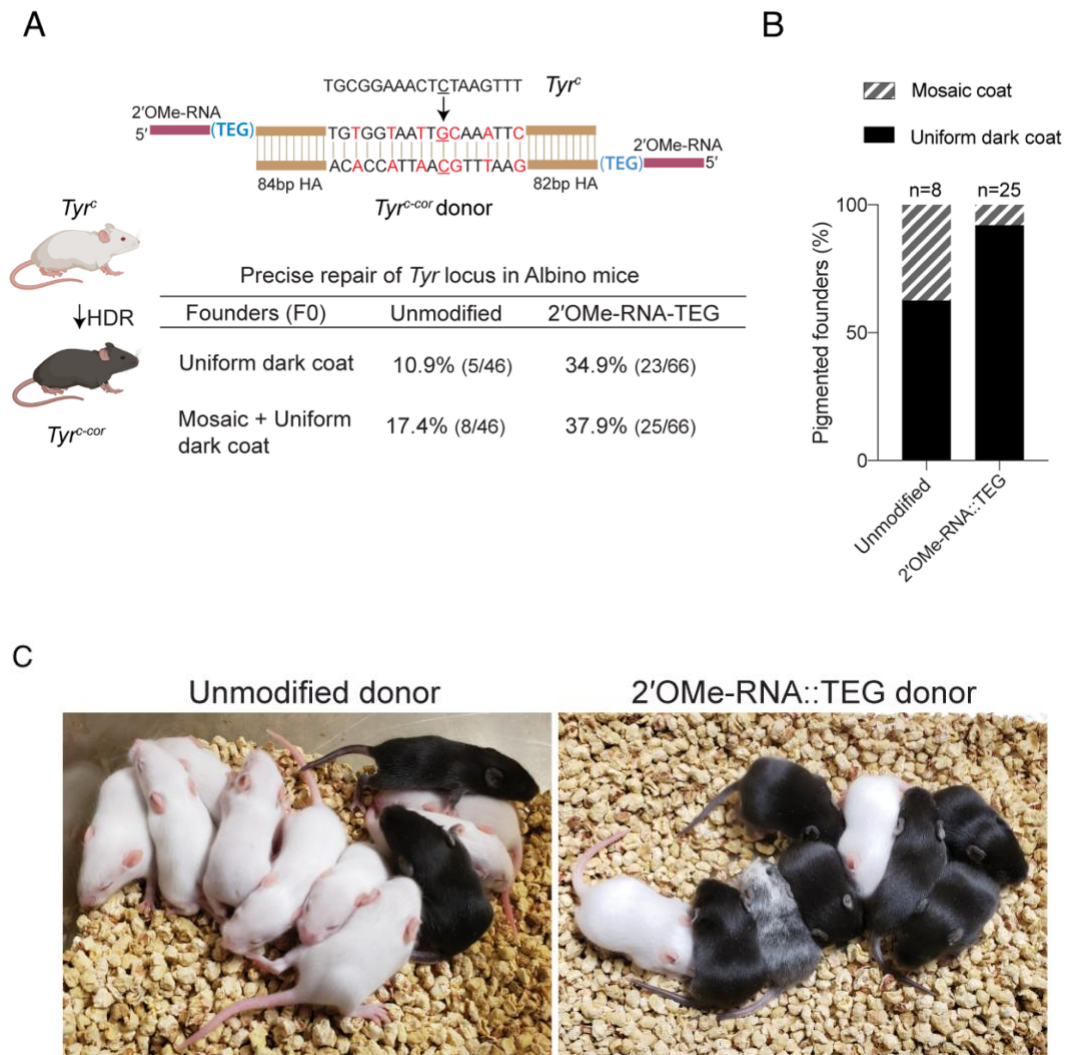 A
TGCGGAAACTCTAAGTTT Tyrᶜ
2′OMe-RNA
5′ (TEG) TGTGGTAATTGCAAATTC
2′OMe-RNA
ACACCATTAACGTTTAAG (TEG) 5′
84bp HA 82bp HA
Tyrᶜ⁻ᶜᵒʳ donor
Tyrᶜ
↓HDR
Tyrᶜ⁻ᶜᵒʳ
Precise repair of Tyr locus in Albino mice
Founders (F0) Unmodified 2′OMe-RNA-TEG
Uniform dark coat 10.9% (5/46) 34.9% (23/66)
Mosaic + Uniform
dark coat 17.4% (8/46) 37.9% (25/66)
B
Mosaic coat
Uniform dark coat
n=8 n=25
100
50
0
Pigmented founders (%)
Unmodified
2′OMe-RNA::TEG
C
Unmodified donor 2′OMe-RNA::TEG donor